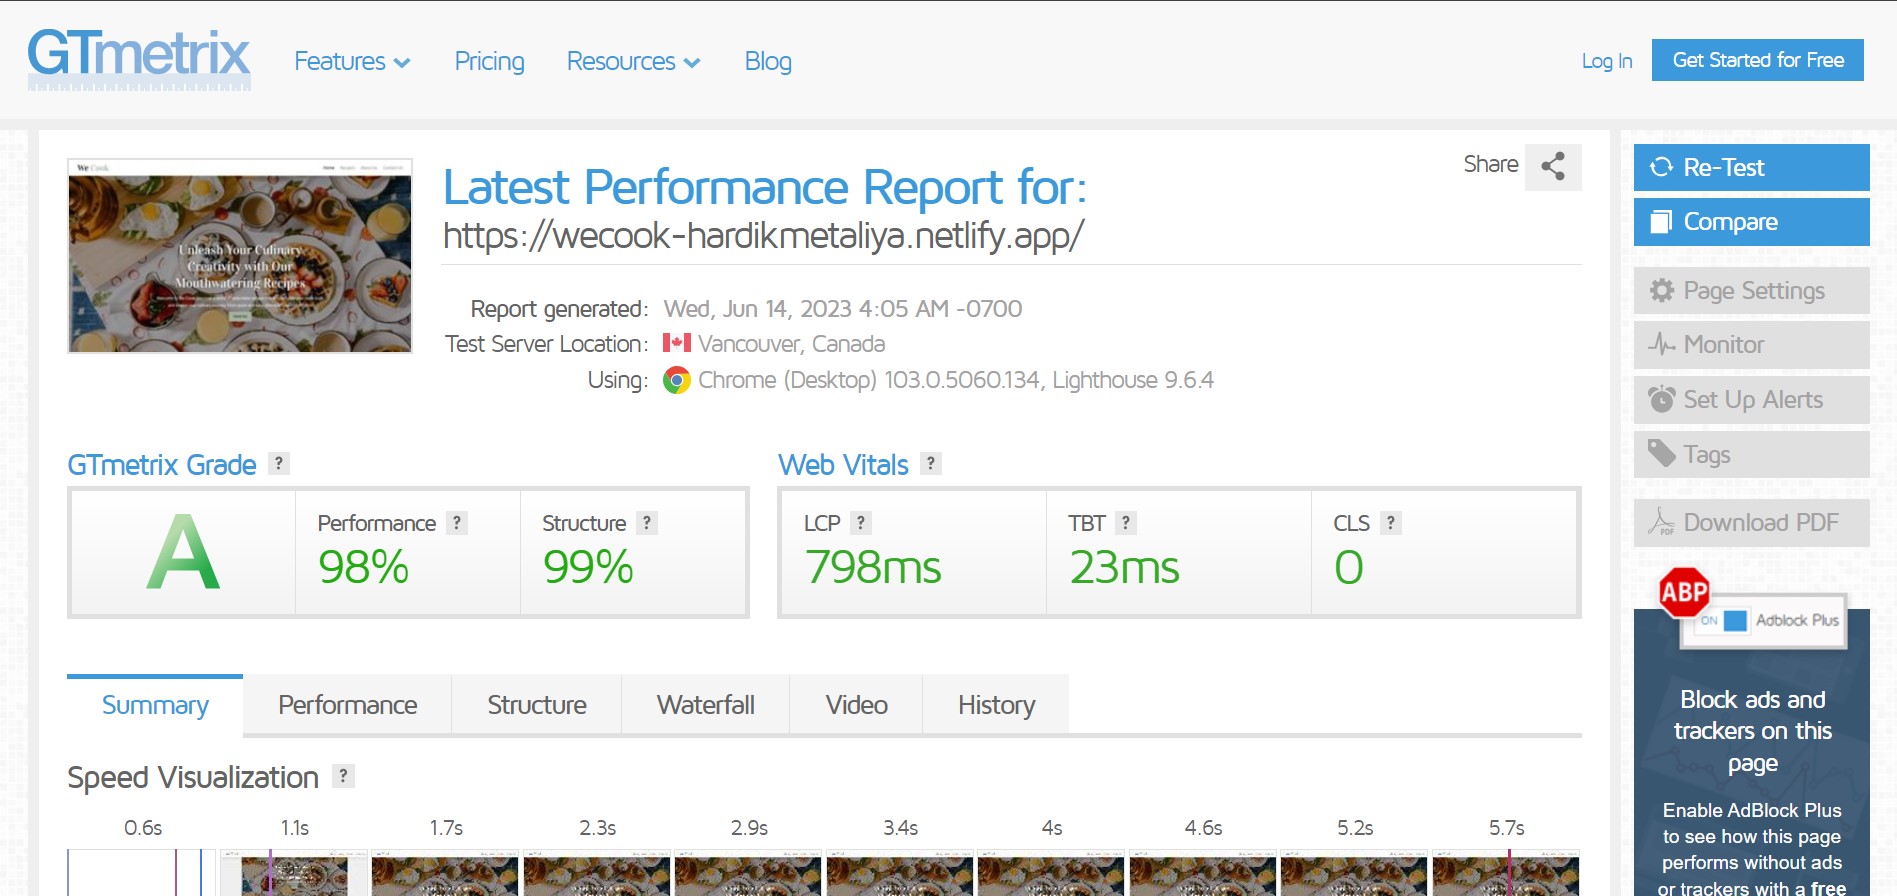 GTmetrix
Features
Pricing
Resources
Blog
Log In
Get Started for Free
We Cook
Home
Unleash Your Culinary
Creativity with Our
Mouthwatering Recipes
Latest Performance Report for:
https://wecook-hardikmetaliya.netlify.app/
Share
Report generated: Wed, Jun 14, 2023 4:05 AM -0700
Test Server Location: Vancouver, Canada
Using: Chrome (Desktop) 103.0.5060.134, Lighthouse 9.6.4
Re-Test
Compare
Page Settings
Monitor
Set Up Alerts
Tags
PDF Download PDF
GTmetrix Grade ?
A
Performance ?
98%
Structure ?
99%
Web Vitals ?
LCP ?
798ms
TBT ?
23ms
CLS ?
0
Summary
Performance
Structure
Waterfall
Video
History
Speed Visualization ?
0.6s 1.1s 1.7s 2.3s 2.9s 3.4s 4s 4.6s 5.2s 5.7s
ABP
ON Adblock Plus
Block ads and
trackers on this
page
Enable AdBlock Plus
to see how this page
performs without ads
or trackers with a free